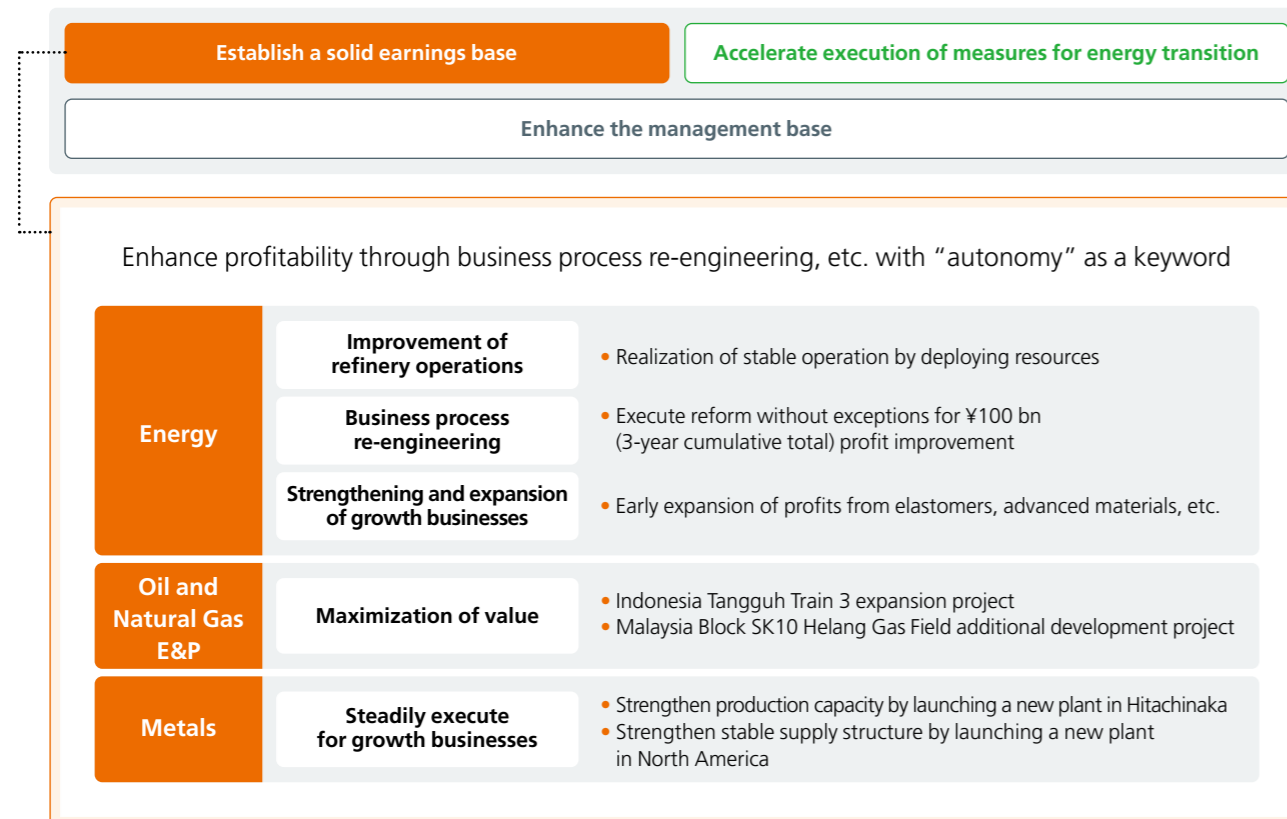 Establish a solid earnings base
Accelerate execution of measures for energy transition
Enhance the management base
Enhance profitability through business process re-engineering, etc. with “autonomy” as a keyword
Energy
Improvement of
refinery operations
• Realization of stable operation by deploying resources
Business process
re-engineering
• Execute reform without exceptions for ¥100 bn
(3-year cumulative total) profit improvement
Strengthening and expansion
of growth businesses
• Early expansion of profits from elastomers, advanced materials, etc.
Oil and
Natural Gas
E&P
Maximization of value
• Indonesia Tangguh Train 3 expansion project
• Malaysia Block SK10 Helang Gas Field additional development project
Metals
Steadily execute
for growth businesses
• Strengthen production capacity by launching a new plant in Hitachinaka
• Strengthen stable supply structure by launching a new plant
in North America